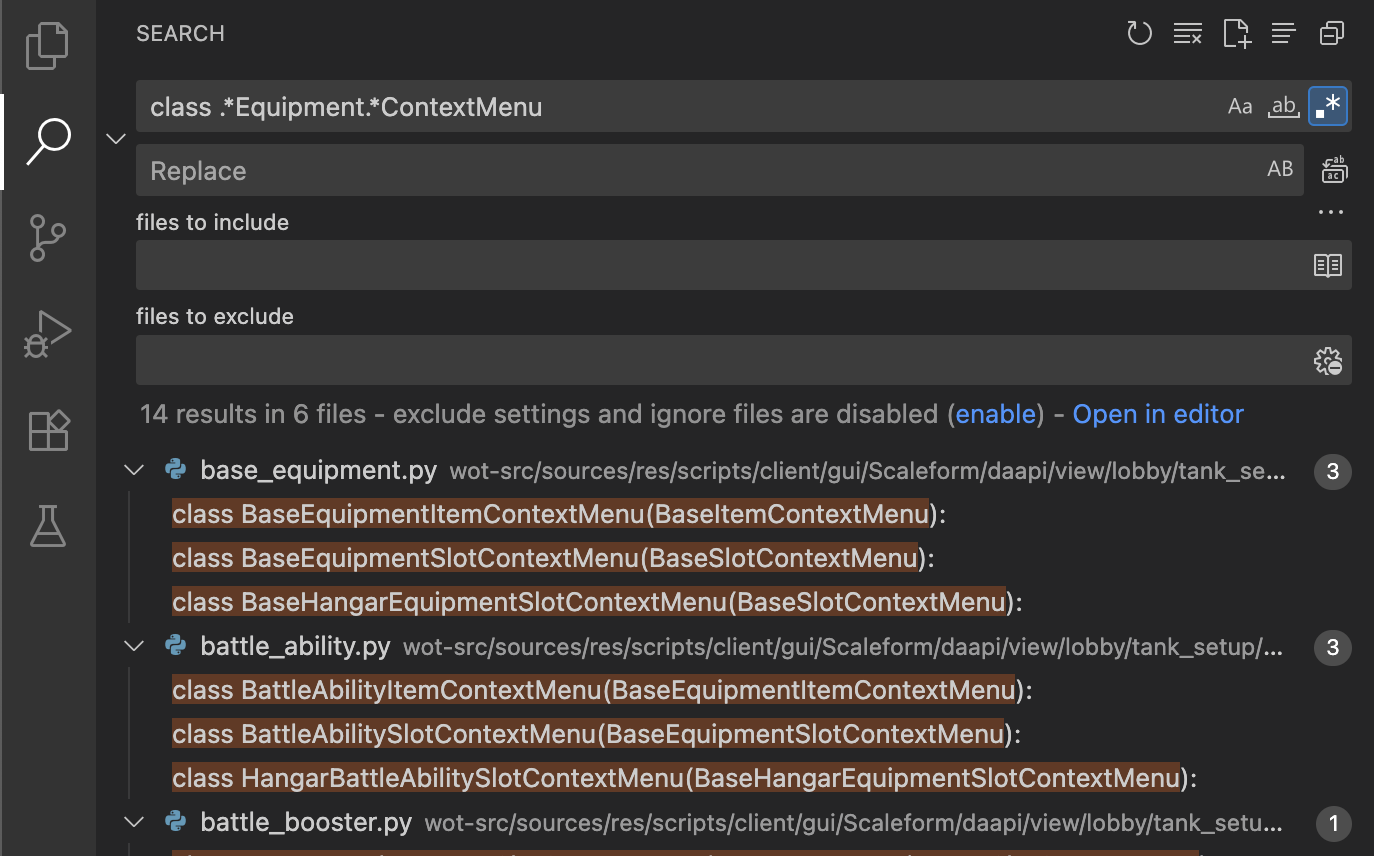 SEARCH
class .*Equipment.*ContextMenu
Aa
ab
.*
Replace
AB
ab
ac
...
files to include
files to exclude
14 results in 6 files - exclude settings and ignore files are disabled (enable) - Open in editor
base_equipment.py wot-src/sources/res/scripts/client/gui/Scaleform/daapi/view/lobby/tank_se... 3
class BaseEquipmentItemContextMenu(BaseItemContextMenu):
class BaseEquipmentSlotContextMenu(BaseSlotContextMenu):
class BaseHangarEquipmentSlotContextMenu(BaseSlotContextMenu):
battle_ability.py wot-src/sources/res/scripts/client/gui/Scaleform/daapi/view/lobby/tank_setup/... 3
class BattleAbilityItemContextMenu(BaseEquipmentItemContextMenu):
class BattleAbilitySlotContextMenu(BaseEquipmentSlotContextMenu):
class HangarBattleAbilitySlotContextMenu(BaseHangarEquipmentSlotContextMenu):
battle_booster.py wot-src/sources/res/scripts/client/gui/Scaleform/daapi/view/lobby/tank_setu... 1